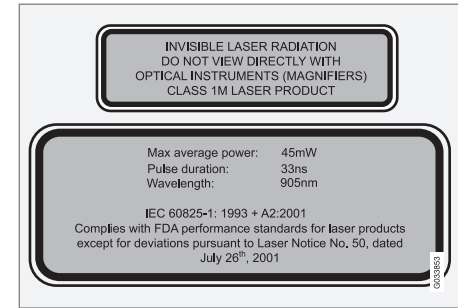 INVISIBLE LASER RADIATION
DO NOT VIEW DIRECTLY WITH
OPTICAL INSTRUMENTS (MAGNIFIERS)
CLASS 1M LASER PRODUCT
Max average power: 45mW
Pulse duration: 33ns
Wavelength: 905nm
IEC 60825-1: 1993 + A2:2001
Complies with FDA performance standards for laser products
except for deviations pursuant to Laser Notice No. 50, dated
July 26th, 2001
G033853